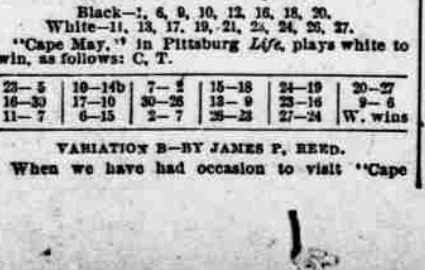 Black—1, 6, 9, 10, 12, 16, 18, 20.
White—11, 13, 17, 19, 21, 23, 24, 26, 27.
"Cape May," in Pittsburg Life, plays white to
win, as follows: C. T.
23— 5 10—14b 7— 2 15—18 24—19 20—27
16—30 17—10 30—26 13— 9 23—16 9— 6
11— 7 6—15 2— 7 26—23 27—24 W. wins
VARIATION B—BY JAMES P. REED.
When we have had occasion to visit "Cape